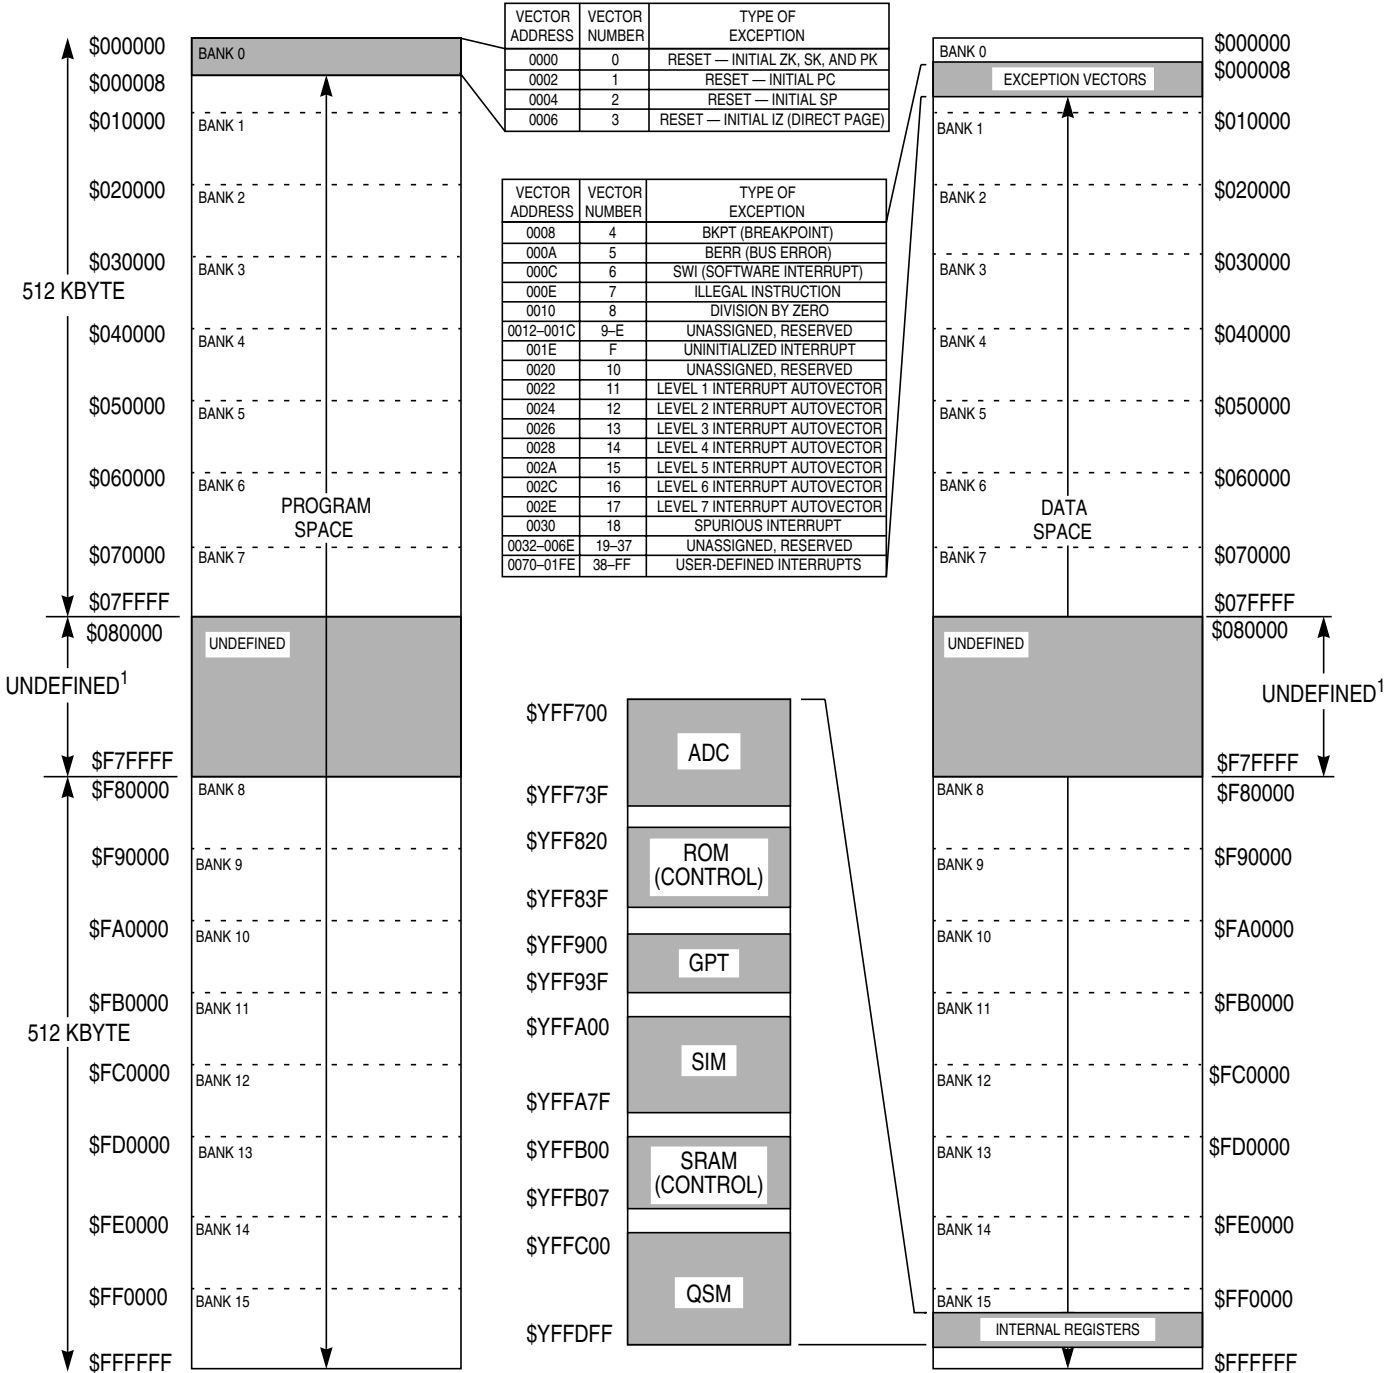 VECTOR ADDRESS VECTOR NUMBER TYPE OF EXCEPTION
0000 0 RESET — INITIAL ZK, SK, AND PK
0002 1 RESET — INITIAL PC
0004 2 RESET — INITIAL SP
0006 3 RESET — INITIAL IZ (DIRECT PAGE)
VECTOR ADDRESS VECTOR NUMBER TYPE OF EXCEPTION
0008 4 BKPT (BREAKPOINT)
000A 5 BERR (BUS ERROR)
000C 6 SWI (SOFTWARE INTERRUPT)
000E 7 ILLEGAL INSTRUCTION
0010 8 DIVISION BY ZERO
0012–001C 9–E UNASSIGNED, RESERVED
001E F UNINITIALIZED INTERRUPT
0020 10 UNASSIGNED, RESERVED
0022 11 LEVEL 1 INTERRUPT AUTOVECTOR
0024 12 LEVEL 2 INTERRUPT AUTOVECTOR
0026 13 LEVEL 3 INTERRUPT AUTOVECTOR
0028 14 LEVEL 4 INTERRUPT AUTOVECTOR
002A 15 LEVEL 5 INTERRUPT AUTOVECTOR
002C 16 LEVEL 6 INTERRUPT AUTOVECTOR
002E 17 LEVEL 7 INTERRUPT AUTOVECTOR
0030 18 SPURIOUS INTERRUPT
0032–006E 19–37 UNASSIGNED, RESERVED
0070–01FE 38–FF USER-DEFINED INTERRUPTS
$000000 BANK 0
$000008
$010000 BANK 1
$020000 BANK 2
$030000 BANK 3
512 KBYTE
$040000 BANK 4
$050000 BANK 5
$060000 BANK 6
PROGRAM
SPACE
$070000 BANK 7
$07FFFF
$080000 UNDEFINED
UNDEFINED1
$F7FFFF
$F80000 BANK 8
$F90000 BANK 9
$FA0000 BANK 10
$FB0000 BANK 11
512 KBYTE
$FC0000 BANK 12
$FD0000 BANK 13
$FE0000 BANK 14
$FF0000 BANK 15
$FFFFFF
$YFF700
ADC
$YFF73F
$YFF820
ROM
(CONTROL)
$YFF83F
$YFF900
GPT
$YFF93F
$YFFA00
SIM
$YFFA7F
$YFFB00
SRAM
(CONTROL)
$YFFB07
$YFFC00
QSM
$YFFDFF
BANK 0 $000000
EXCEPTION VECTORS $000008
BANK 1 $010000
BANK 2 $020000
BANK 3 $030000
BANK 4 $040000
BANK 5 $050000
BANK 6 $060000
DATA
SPACE
BANK 7 $070000
$07FFFF
UNDEFINED $080000
UNDEFINED1
$F7FFFF
BANK 8 $F80000
BANK 9 $F90000
BANK 10 $FA0000
BANK 11 $FB0000
BANK 12 $FC0000
BANK 13 $FD0000
BANK 14 $FE0000
BANK 15 $FF0000
INTERNAL REGISTERS
$FFFFFF